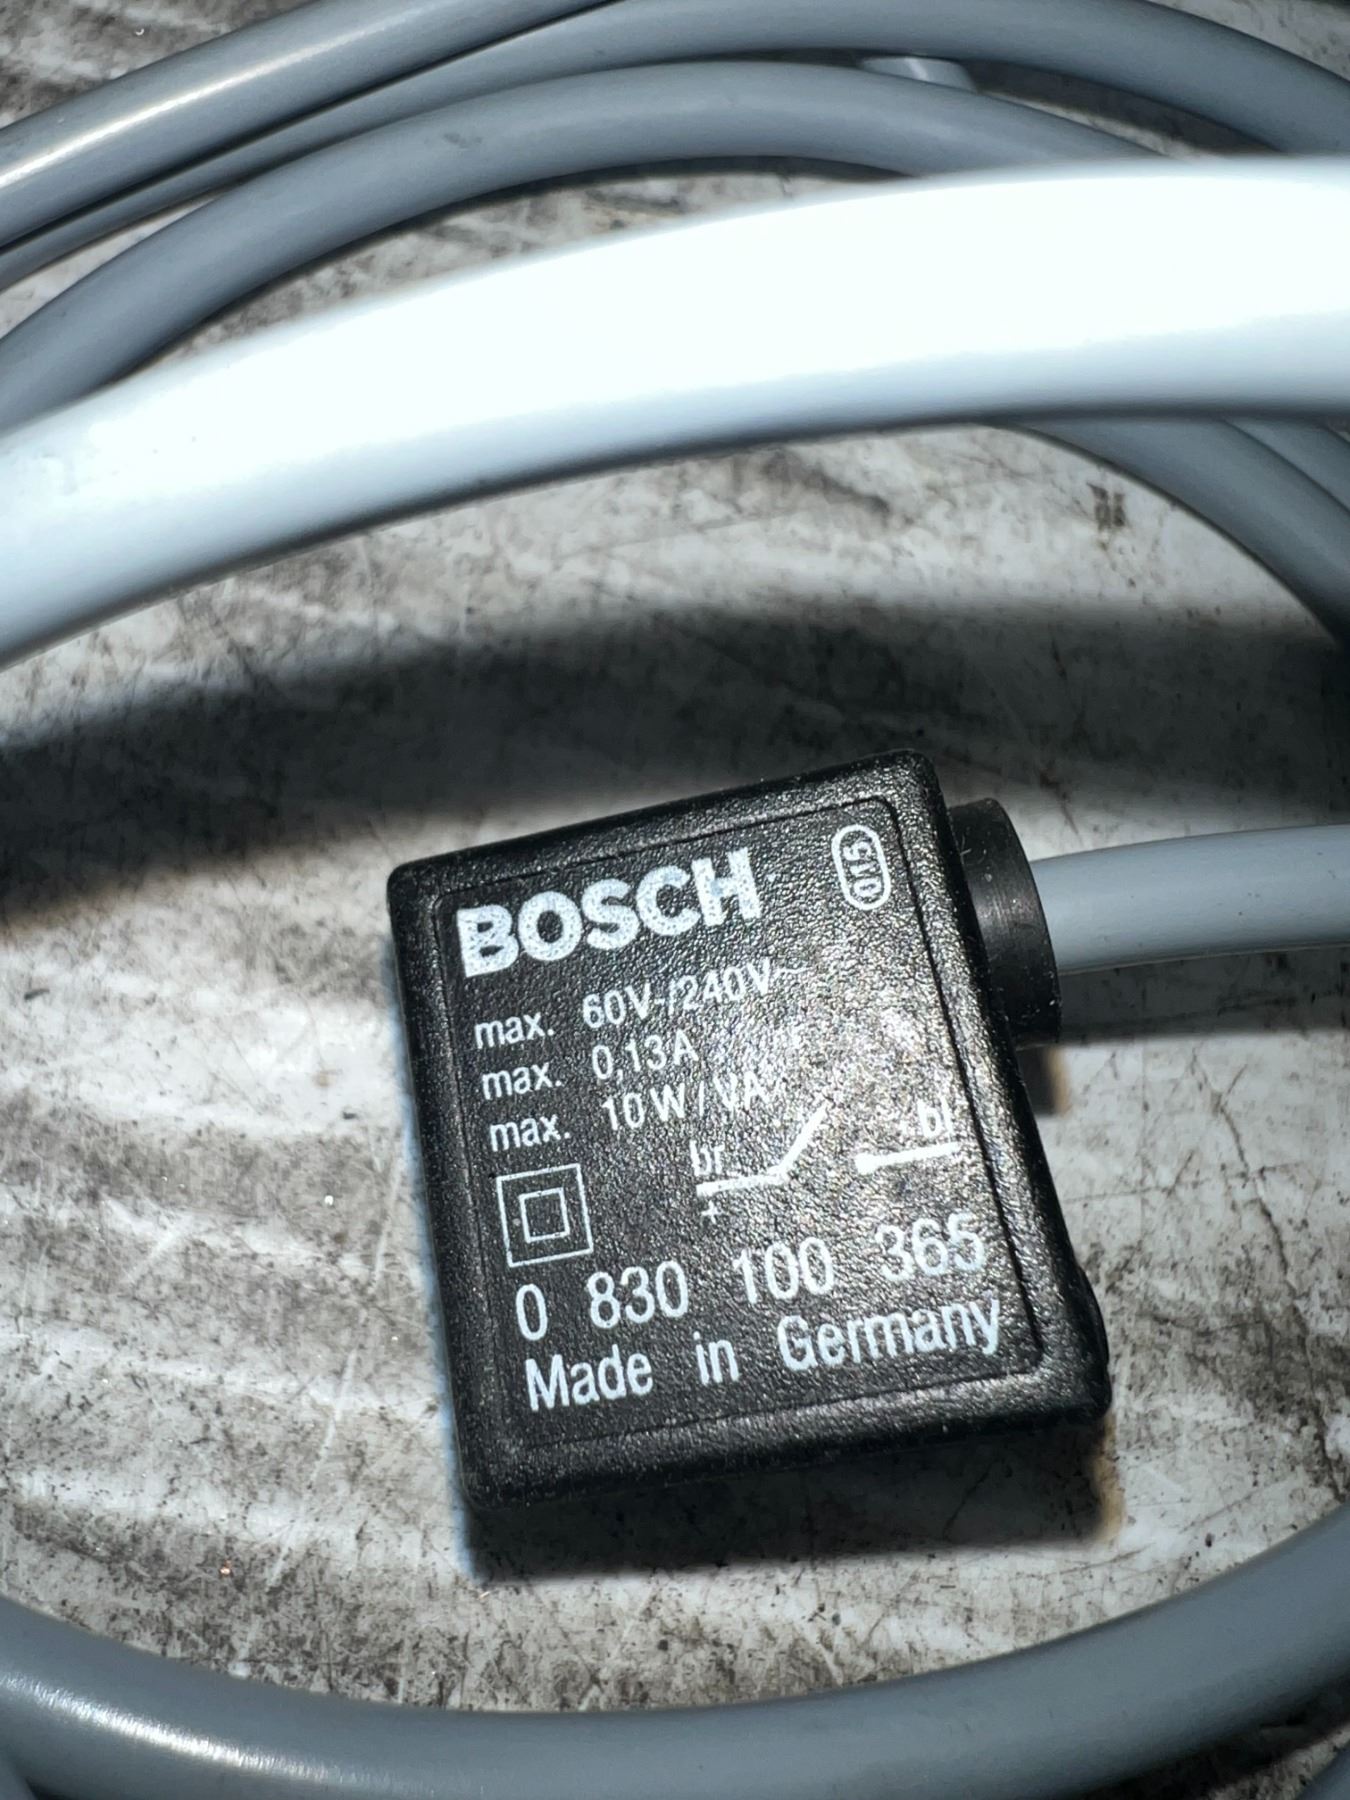 BOSCH
015
max. 60V-/240V~
max. 0,13A
max. 10W/VA
br bl
+ -
0 830 100 365
Made in Germany